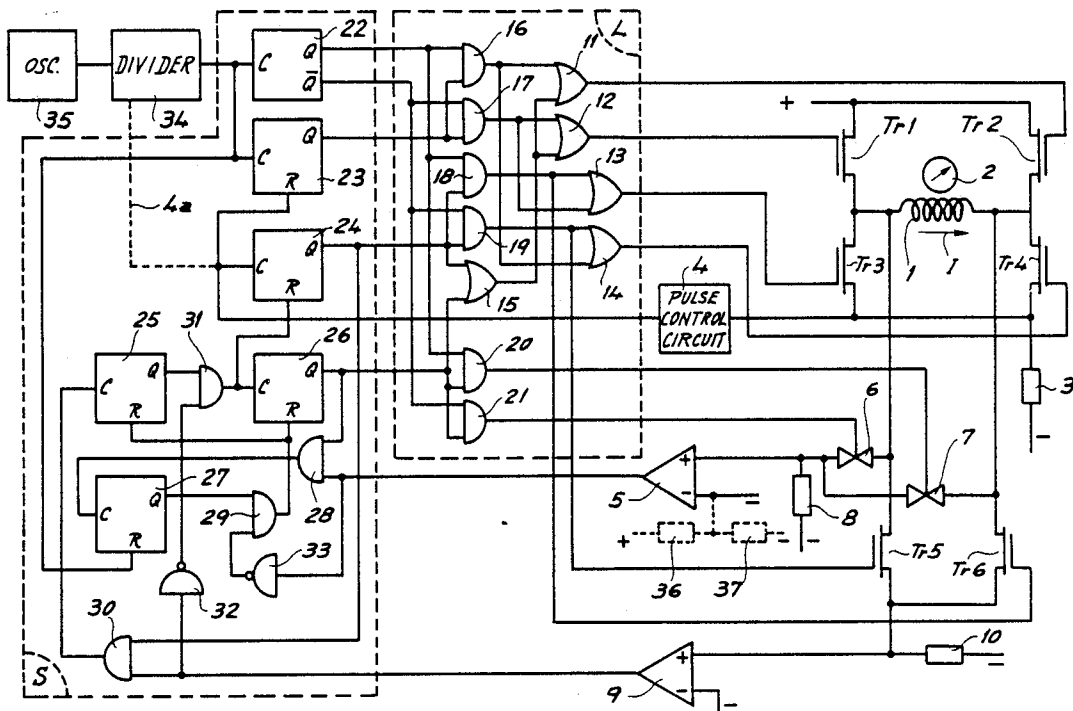 OSC.
35
DIVIDER
34
4a
C
Q
Q̅
22
C
Q
R
23
C
Q
R
24
C
Q
R
25
31
C
Q
R
26
C
Q
R
27
28
29
33
32
30
S
L
16
17
18
19
15
20
21
11
12
13
14
4
PULSE
CONTROL
CIRCUIT
+
Tr1
Tr2
2
1
I
Tr3
Tr4
3
-
6
7
5
+
-
8
-
=
+
36
37
-
Tr5
Tr6
10
=
9
+
-
-